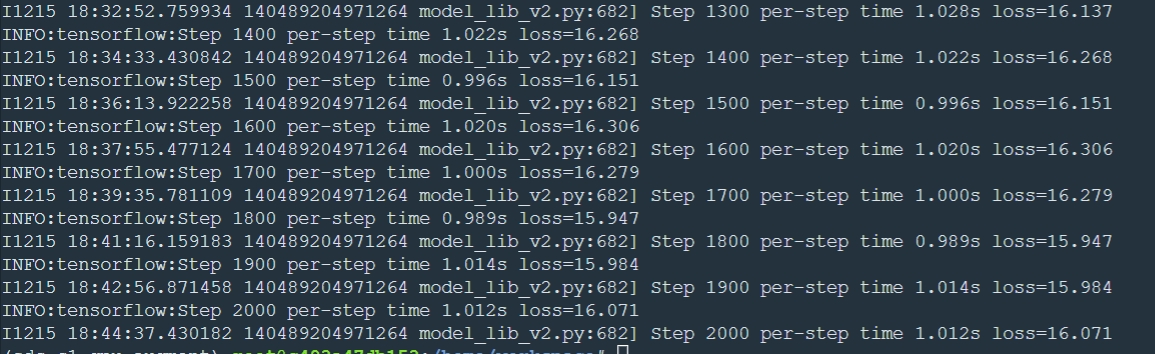 I1215 18:32:52.759934 140489204971264 model_lib_v2.py:682] Step 1300 per-step time 1.028s loss=16.137
INFO:tensorflow:Step 1400 per-step time 1.022s loss=16.268
I1215 18:34:33.430842 140489204971264 model_lib_v2.py:682] Step 1400 per-step time 1.022s loss=16.268
INFO:tensorflow:Step 1500 per-step time 0.996s loss=16.151
I1215 18:36:13.922258 140489204971264 model_lib_v2.py:682] Step 1500 per-step time 0.996s loss=16.151
INFO:tensorflow:Step 1600 per-step time 1.020s loss=16.306
I1215 18:37:55.477124 140489204971264 model_lib_v2.py:682] Step 1600 per-step time 1.020s loss=16.306
INFO:tensorflow:Step 1700 per-step time 1.000s loss=16.279
I1215 18:39:35.781109 140489204971264 model_lib_v2.py:682] Step 1700 per-step time 1.000s loss=16.279
INFO:tensorflow:Step 1800 per-step time 0.989s loss=15.947
I1215 18:41:16.159183 140489204971264 model_lib_v2.py:682] Step 1800 per-step time 0.989s loss=15.947
INFO:tensorflow:Step 1900 per-step time 1.014s loss=15.984
I1215 18:42:56.871458 140489204971264 model_lib_v2.py:682] Step 1900 per-step time 1.014s loss=15.984
INFO:tensorflow:Step 2000 per-step time 1.012s loss=16.071
I1215 18:44:37.430182 140489204971264 model_lib_v2.py:682] Step 2000 per-step time 1.012s loss=16.071